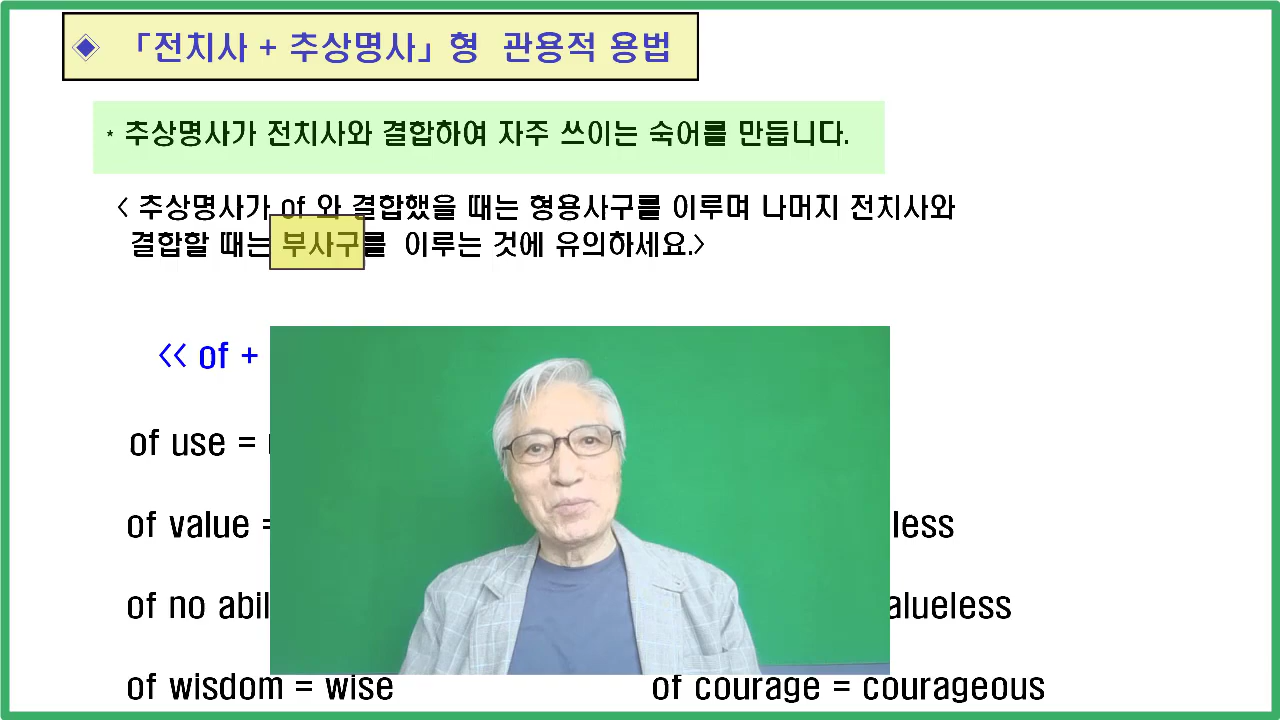 ◈ 「전치사 + 추상명사」형 관용적 용법
* 추상명사가 전치사와 결합하여 자주 쓰이는 숙어를 만듭니다.
< 추상명사가 of 와 결합했을 때는 형용사구를 이루며 나머지 전치사와
결합할 때는 부사구를 이루는 것에 유의하세요.>
<< of +
of use =
of value = less
of no abil alueless
of wisdom = wise of courage = courageous